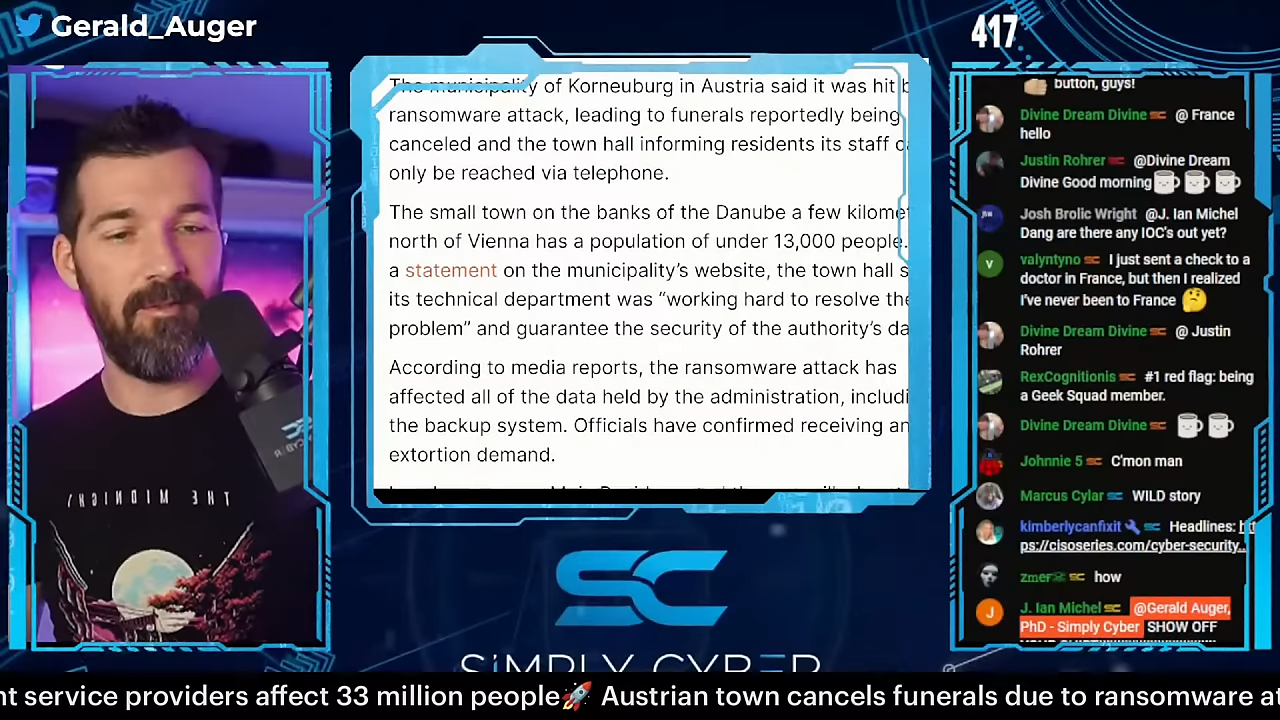 Gerald_Auger
417
The municipality of Korneuburg in Austria said it was hit
ransomware attack, leading to funerals reportedly being
canceled and the town hall informing residents its staff
only be reached via telephone.
The small town on the banks of the Danube a few
north of Vienna has a population of under 13,000 people.
a statement on the municipality’s website, the town hall
its technical department was “working hard to resolve
problem” and guarantee the security of the authority’s
According to media reports, the ransomware attack has
affected all of the data held by the administration,
the backup system. Officials have confirmed receiving an
extortion demand.
button, guys!
Divine Dream Divine @ France
hello
Justin Rohrer @Divine Dream
Divine Good morning
Josh Brolic Wright @J. Ian Michel
Dang are there any IOC's out yet?
valyntyno I just sent a check to a
doctor in France, but then I realized
I’ve never been to France 🤔
Divine Dream Divine @ Justin
Rohrer
RexCognitionis #1 red flag: being
a Geek Squad member.
Divine Dream Divine
Johnnie 5 C'mon man
Marcus Cylar WILD story
kimberlycanfixit 🔧 Headlines: htt
ps://cisoseries.com/cyber-security...
zmer how
J. Ian Michel @Gerald Auger,
PhD - Simply Cyber SHOW OFF
THE MIDNIGHT
SC
SIMPLY CYBER
nt service providers affect 33 million people🚀 Austrian town cancels funerals due to ransomware